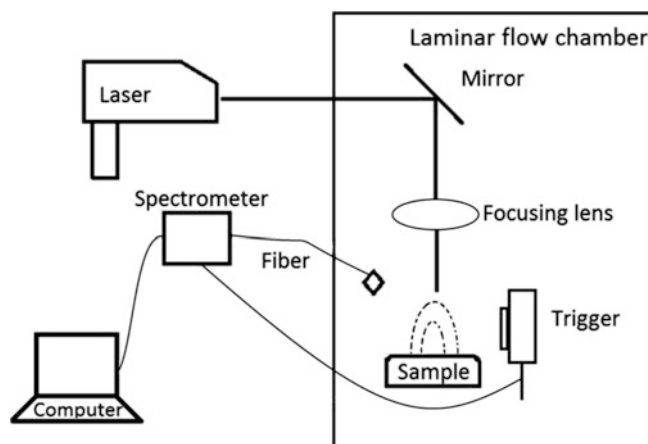 Laminar flow chamber
Mirror
Laser
Spectrometer
Focusing lens
Fiber
Trigger
Sample
Computer